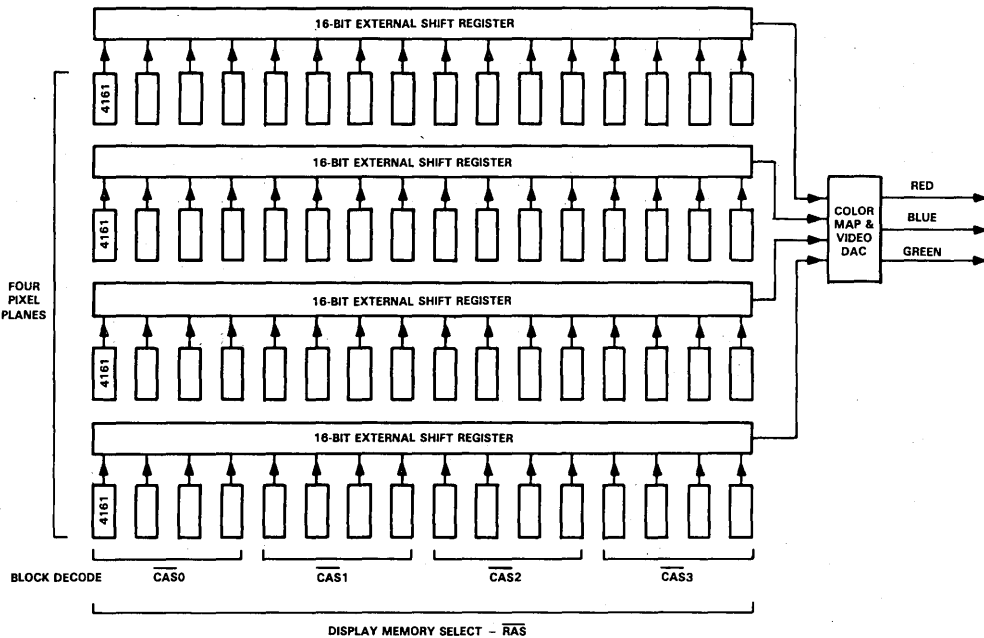 16-BIT EXTERNAL SHIFT REGISTER
4161
16-BIT EXTERNAL SHIFT REGISTER
4161
16-BIT EXTERNAL SHIFT REGISTER
4161
16-BIT EXTERNAL SHIFT REGISTER
4161
FOUR
PIXEL
PLANES
COLOR
MAP &
VIDEO
DAC
RED
BLUE
GREEN
BLOCK DECODE
CAS0
CAS1
CAS2
CAS3
DISPLAY MEMORY SELECT – RAS